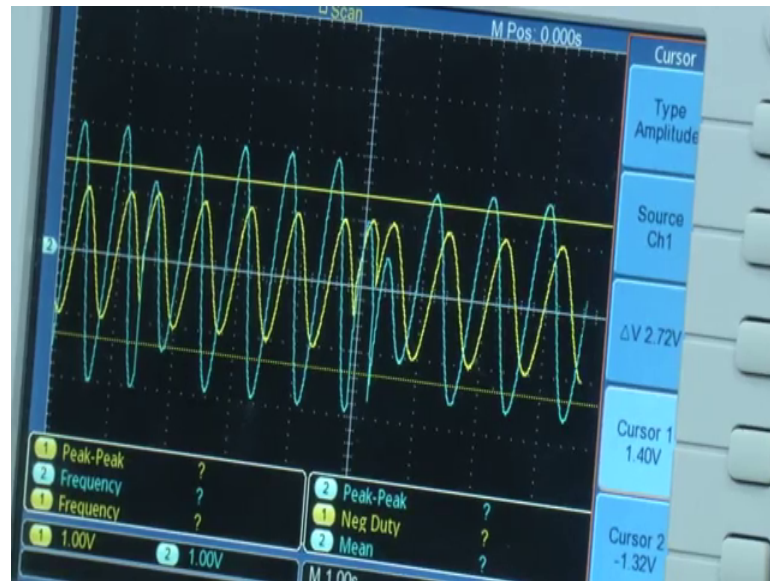 Scan
M Pos: 0.000s
Cursor
Type
Amplitude
Source
Ch1
△V 2.72V
Cursor 1
1.40V
Cursor 2
-1.32V
2
1 Peak-Peak ?
2 Frequency ?
1 Frequency ?
2 Peak-Peak ?
1 Neg Duty ?
2 Mean ?
1 1.00V
2 1.00V
M 1.00s